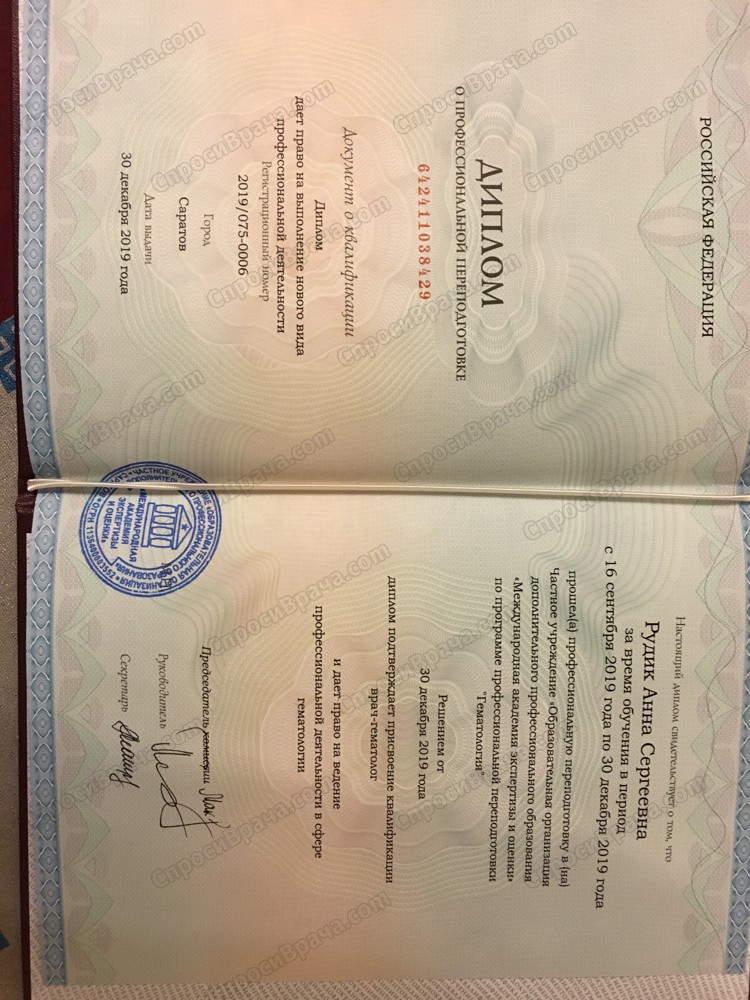 РОССИЙСКАЯ ФЕДЕРАЦИЯ
ДИПЛОМ
О ПРОФЕССИОНАЛЬНОЙ ПЕРЕПОДГОТОВКЕ
642411038429
Документ о квалификации
Диплом
дает право на выполнение нового вида
профессиональной деятельности
Регистрационный номер
2019/075-0006
Город
Саратов
Дата выдачи
30 декабря 2019 года
Настоящий диплом свидетельствует о том, что
Рудик Анна Сергеевна
за время обучения в период
с 16 сентября 2019 года по 30 декабря 2019 года
прошел(а) профессиональную переподготовку в (на)
Частное учреждение «Образовательная организация
дополнительного профессионального образования
«Международная академия экспертизы и оценки»
по программе профессиональной переподготовки
"Гематология"
Решением от
30 декабря 2019 года
диплом подтверждает присвоение квалификации
врач-гематолог
и дает право на ведение
профессиональной деятельности в сфере
гематологии
Председатель комиссии
Руководитель
Секретарь
МЕЖДУНАРОДНАЯ
АКАДЕМИЯ
ЭКСПЕРТИЗЫ
И ОЦЕНКИ
СпросиВрача.com